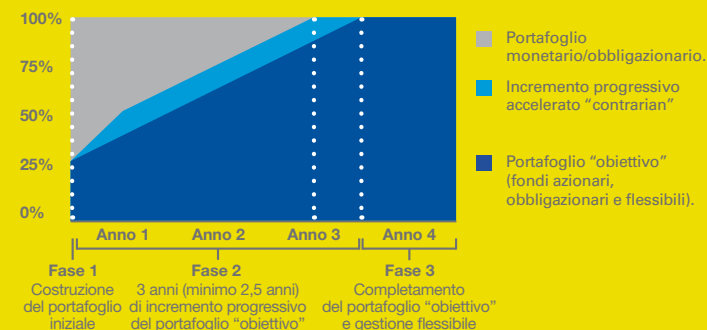 100%
75%
50%
25%
0%
Portafoglio
monetario/obbligazionario.
Incremento progressivo
accelerato “contrarian”
Portafoglio “obiettivo”
(fondi azionari,
obbligazionari e flessibili).
Anno 1
Anno 2
Anno 3
Anno 4
Fase 1
Costruzione
del portafoglio
iniziale
Fase 2
3 anni (minimo 2,5 anni)
di incremento progressivo
del portafoglio “obiettivo”
Fase 3
Completamento
del portafoglio “obiettivo”
e gestione flessibile